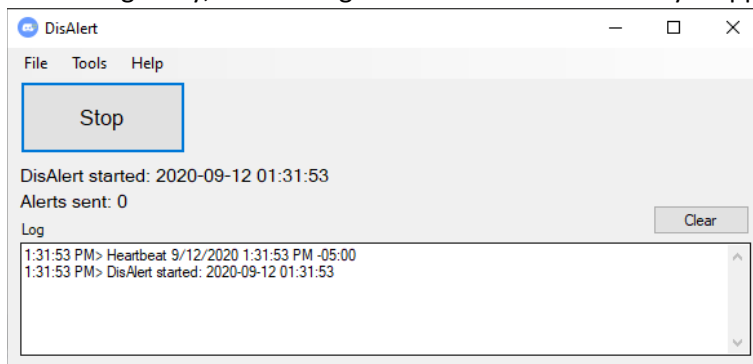 DisAlert
File Tools Help
Stop
DisAlert started: 2020-09-12 01:31:53
Alerts sent: 0
Clear
Log
1:31:53 PM> Heartbeat 9/12/2020 1:31:53 PM -05:00
1:31:53 PM> DisAlert started: 2020-09-12 01:31:53